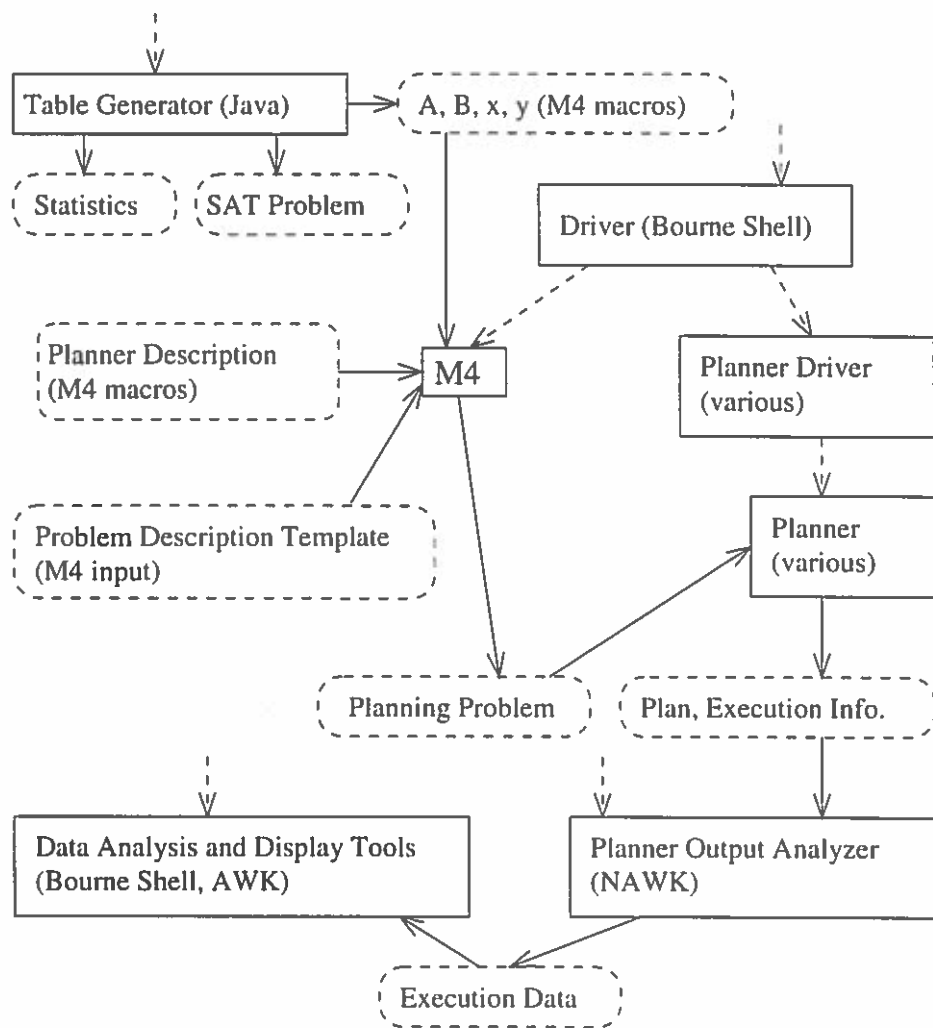 Table Generator (Java)
A, B, x, y (M4 macros)
Statistics
SAT Problem
Driver (Bourne Shell)
Planner Description
(M4 macros)
M4
Planner Driver
(various)
Problem Description Template
(M4 input)
Planner
(various)
Planning Problem
Plan, Execution Info.
Data Analysis and Display Tools
(Bourne Shell, AWK)
Planner Output Analyzer
(NAWK)
Execution Data